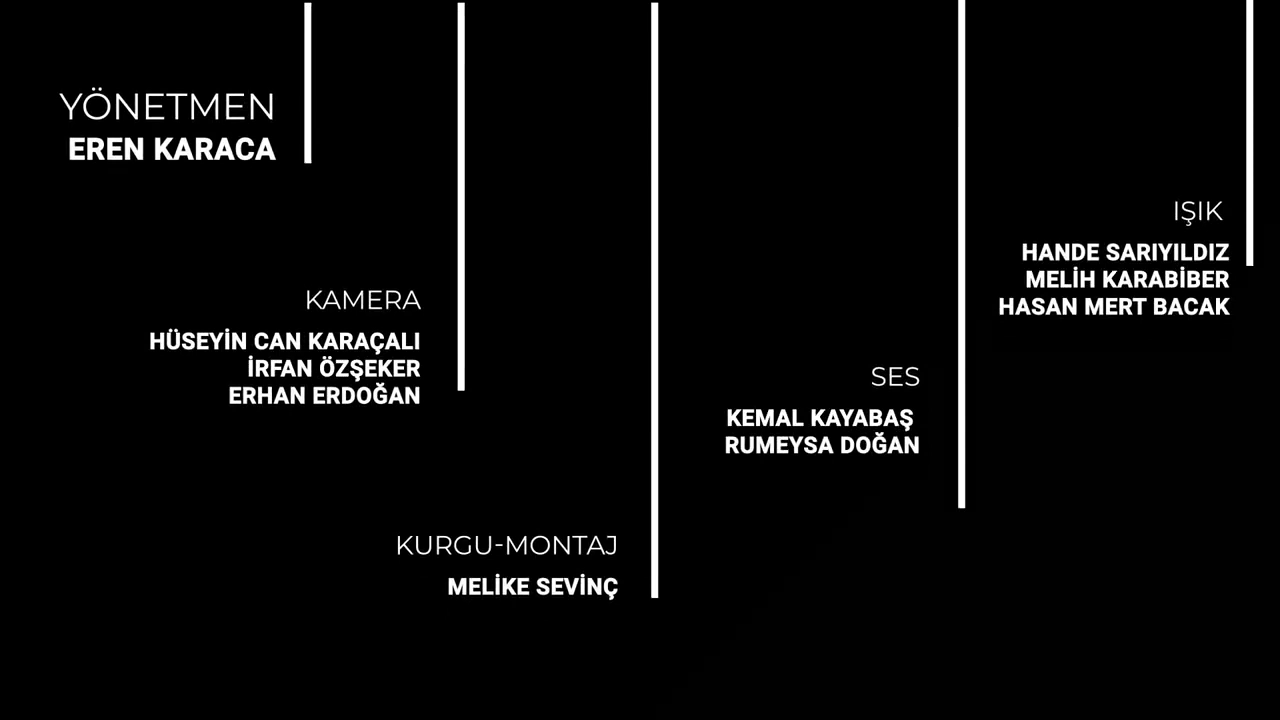 YÖNETMEN
EREN KARACA
KAMERA
HÜSEYİN CAN KARAÇALI
İRFAN ÖZŞEKER
ERHAN ERDOĞAN
KURGU-MONTAJ
MELİKE SEVİNÇ
SES
KEMAL KAYABAŞ
RUMEYSA DOĞAN
IŞIK
HANDE SARIYILDIZ
MELİH KARABİBER
HASAN MERT BACAK